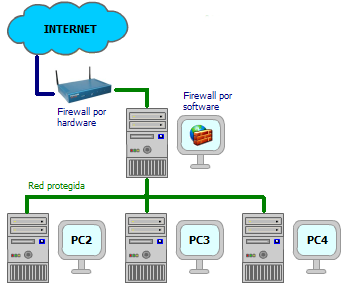 INTERNET
Firewall por
hardware
Firewall por
software
Red protegida
PC2
PC3
PC4